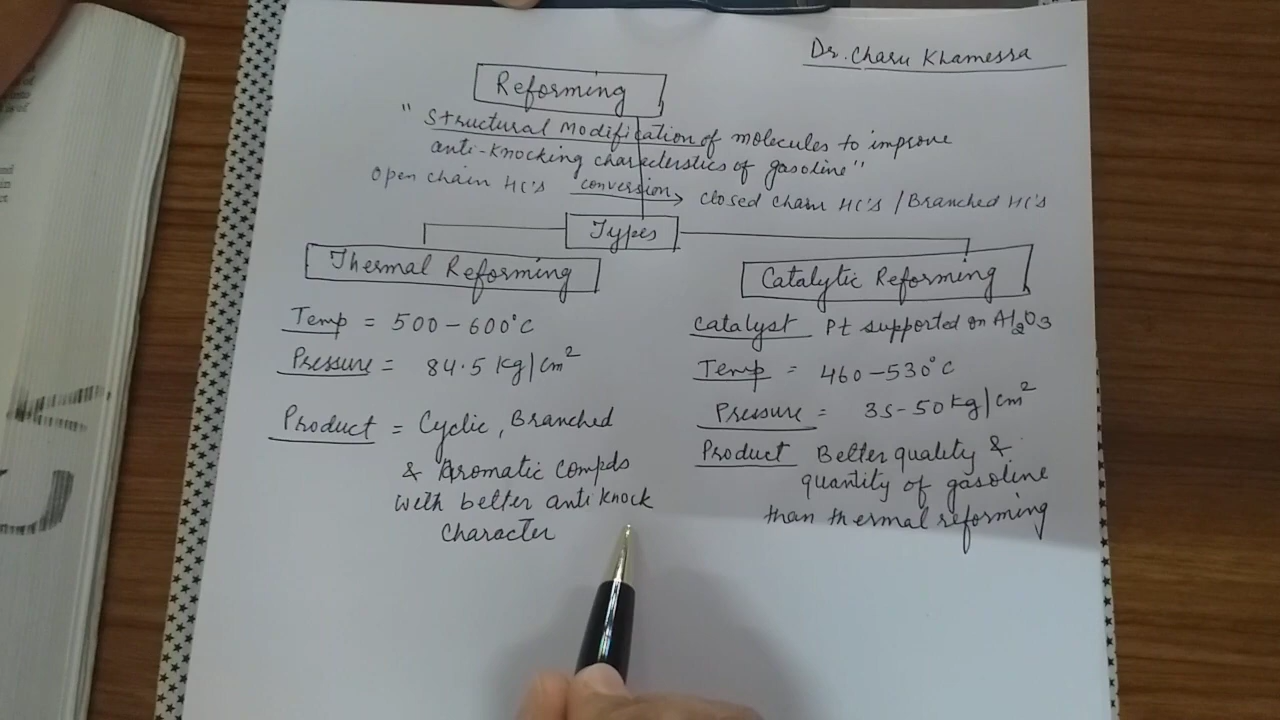 Dr. Charu Khamesra
Reforming
" Structural Modification of molecules to improve
anti-knocking characterstics of gasoline"
Open chain HC's conversion → closed chain HC's / Branched HC's
Types
Thermal Reforming
Temp = 500-600°C
Pressure = 84.5 kg/cm²
Product = Cyclic, Branched
& Aromatic Compds
with better anti knock
character
Catalytic Reforming
Catalyst Pt supported on Al₂O₃
Temp = 460-530°C
Pressure = 35-50 kg/cm²
Product Better quality &
quantity of gasoline
than thermal reforming